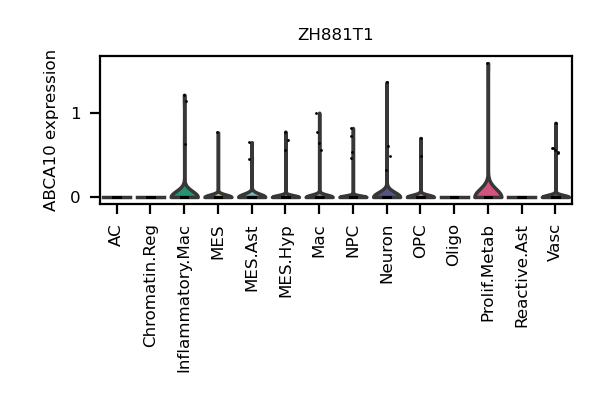 ZH881T1
ABCA10 expression
1
0
AC
Chromatin.Reg
Inflammatory.Mac
MES
MES.Ast
MES.Hyp
Mac
NPC
Neuron
OPC
Oligo
Prolif.Metab
Reactive.Ast
Vasc